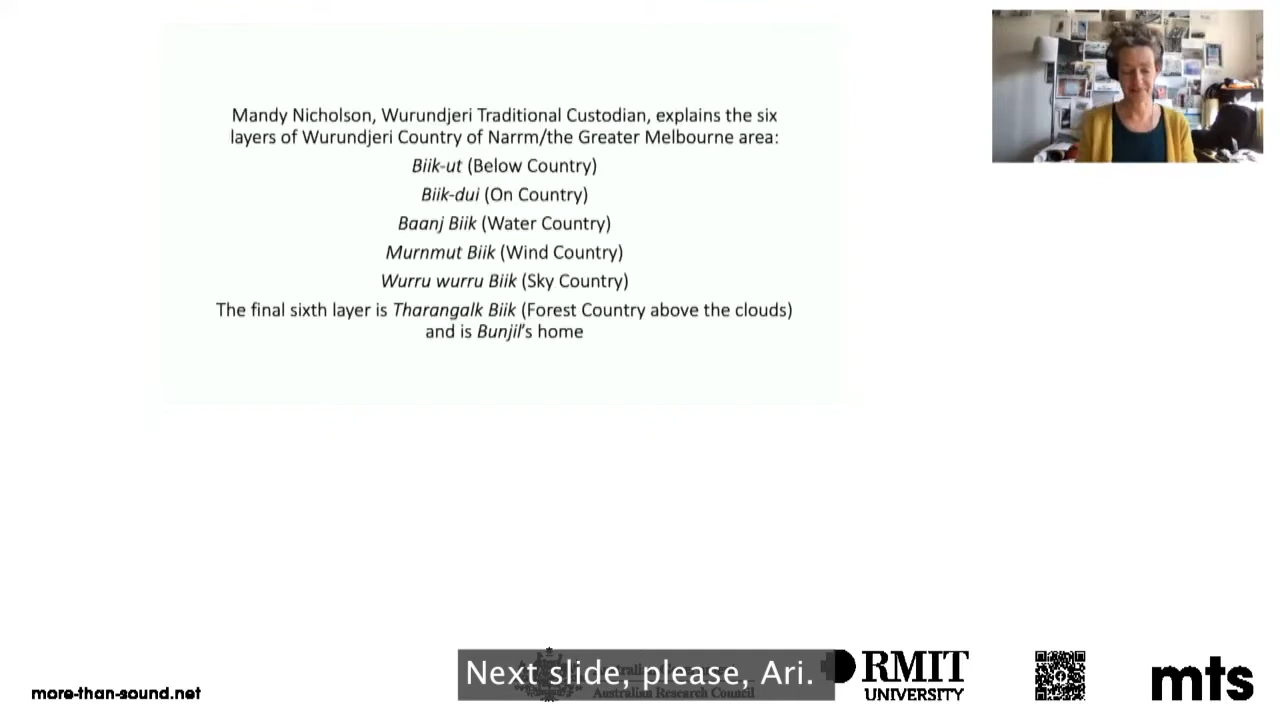 Mandy Nicholson, Wurundjeri Traditional Custodian, explains the six
layers of Wurundjeri Country of Narrm/the Greater Melbourne area:
Biik-ut (Below Country)
Biik-dui (On Country)
Baanj Biik (Water Country)
Murnmut Biik (Wind Country)
Wurru wurru Biik (Sky Country)
The final sixth layer is Tharangalk Biik (Forest Country above the clouds)
and is Bunjil's home
more-than-sound.net
Next slide, please, Ari.
Australian Research Council
RMIT
UNIVERSITY
mts